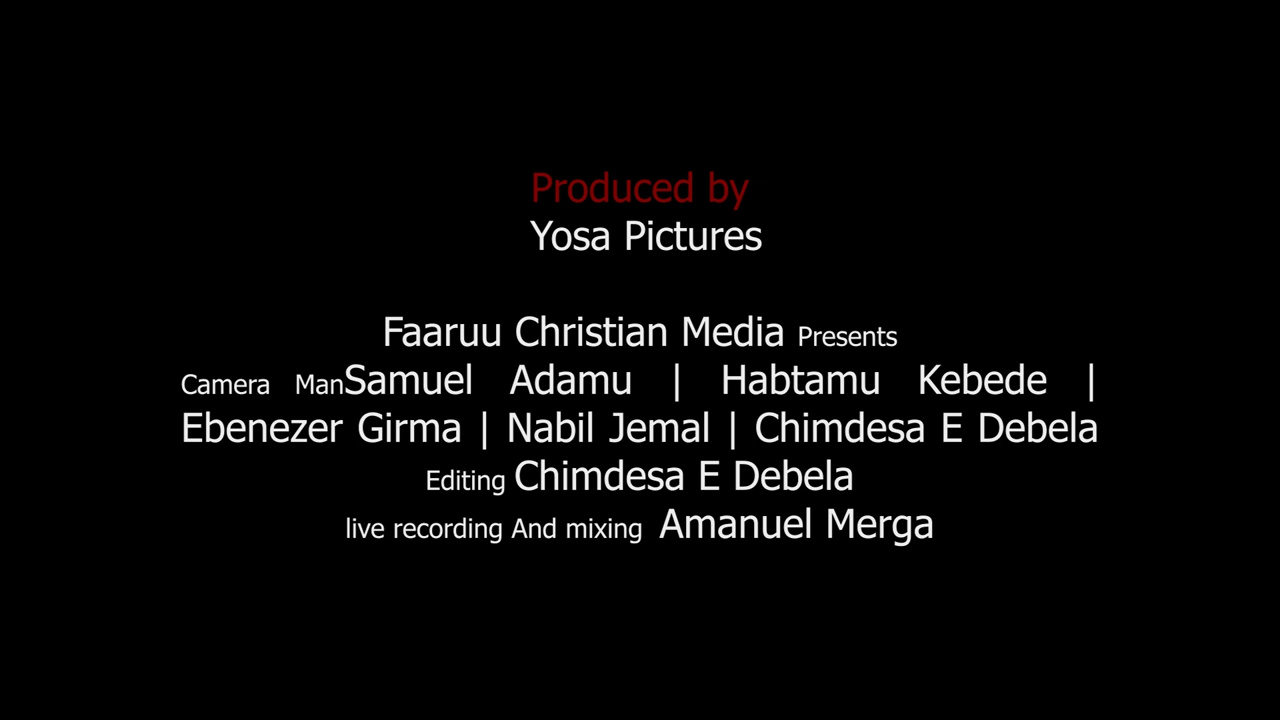 Produced by
Yosa Pictures
Faaruu Christian Media Presents
Camera ManSamuel Adamu | Habtamu Kebede |
Ebenezer Girma | Nabil Jemal | Chimdesa E Debela
Editing Chimdesa E Debela
live recording And mixing Amanuel Merga